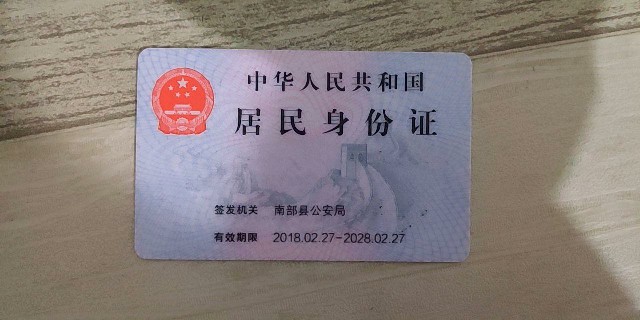 中华人民共和国
居民身份证
签发机关 南部县公安局
有效期限 2018.02.27-2028.02.27